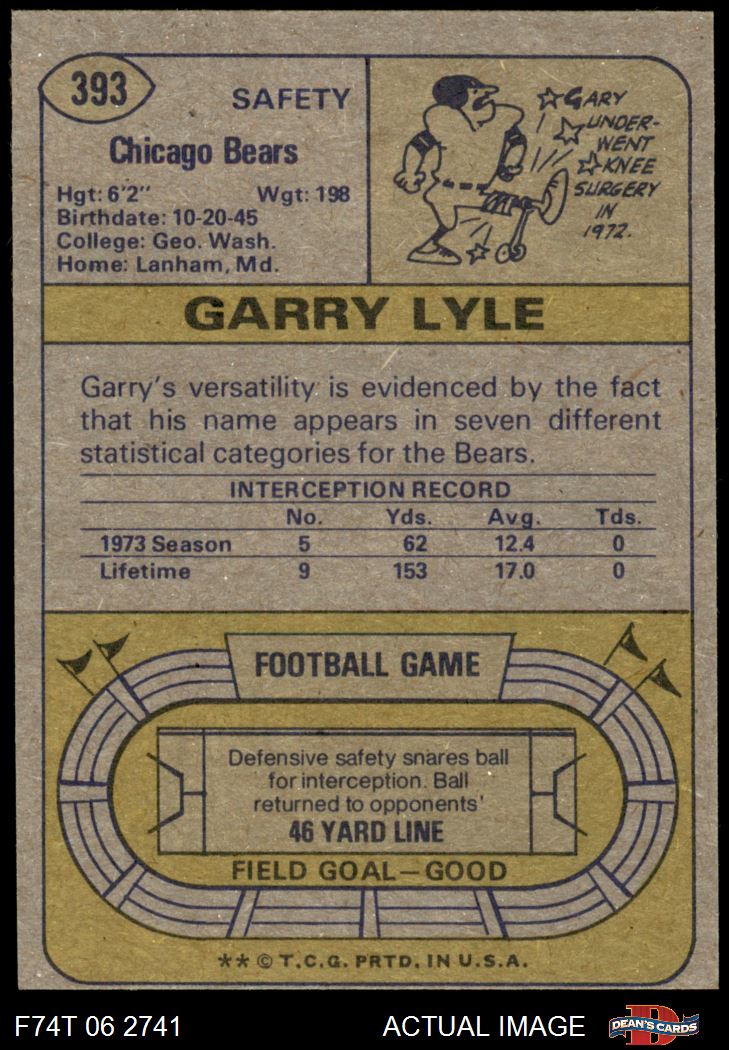 393
SAFETY
Chicago Bears
Hgt: 6'2" Wgt: 198
Birthdate: 10-20-45
College: Geo. Wash.
Home: Lanham, Md.
GARY
UNDER-
WENT
KNEE
SURGERY
IN
1972.
GARRY LYLE
Garry's versatility is evidenced by the fact
that his name appears in seven different
statistical categories for the Bears.
INTERCEPTION RECORD
No. Yds. Avg. Tds.
1973 Season 5 62 12.4 0
Lifetime 9 153 17.0 0
FOOTBALL GAME
Defensive safety snares ball
for interception. Ball
returned to opponents'
46 YARD LINE
FIELD GOAL—GOOD
** © T.C.G. PRTD. IN U.S.A.
F74T 06 2741 ACTUAL IMAGE D DEAN'S CARDS